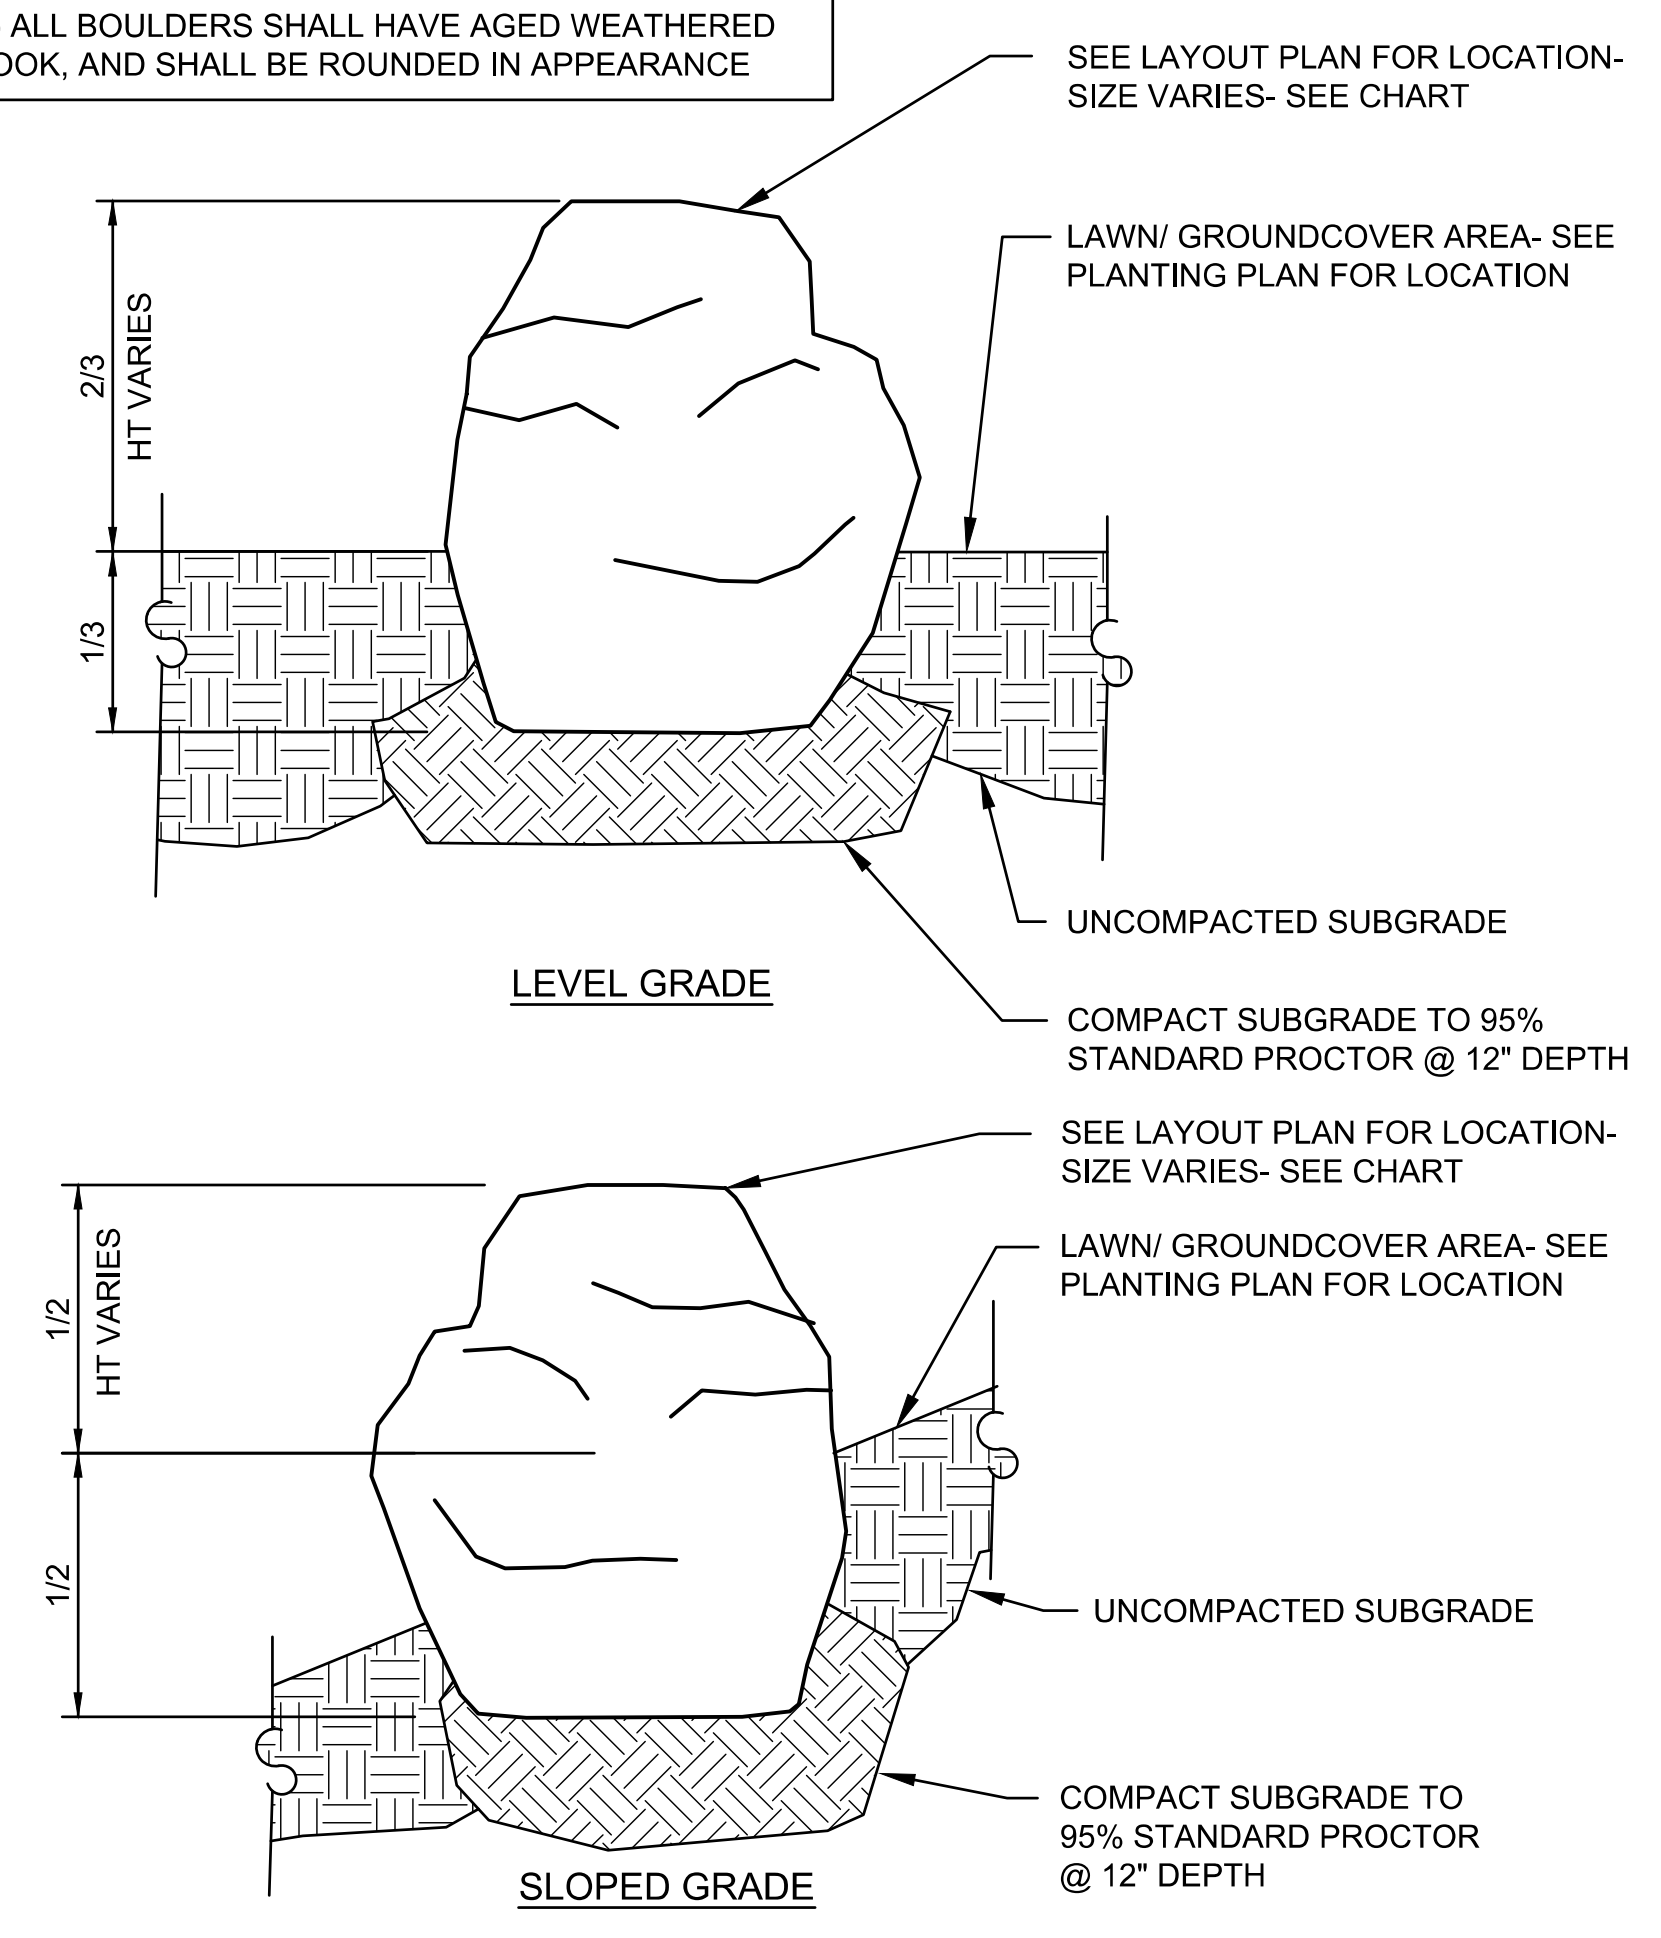 ALL BOULDERS SHALL HAVE AGED WEATHERED
OOK, AND SHALL BE ROUNDED IN APPEARANCE
SEE LAYOUT PLAN FOR LOCATION-
SIZE VARIES- SEE CHART
LAWN/ GROUNDCOVER AREA- SEE
PLANTING PLAN FOR LOCATION
2/3
HT VARIES
1/3
UNCOMPACTED SUBGRADE
LEVEL GRADE
COMPACT SUBGRADE TO 95%
STANDARD PROCTOR @ 12" DEPTH
SEE LAYOUT PLAN FOR LOCATION-
SIZE VARIES- SEE CHART
LAWN/ GROUNDCOVER AREA- SEE
PLANTING PLAN FOR LOCATION
1/2
HT VARIES
1/2
UNCOMPACTED SUBGRADE
COMPACT SUBGRADE TO
95% STANDARD PROCTOR
@ 12" DEPTH
SLOPED GRADE